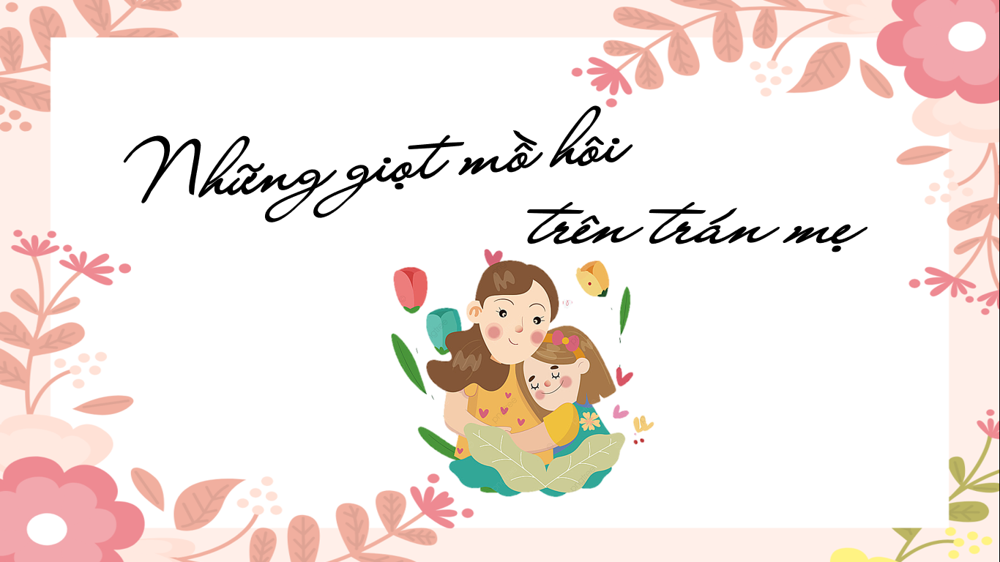 Những giọt mồ hôi
trên trán mẹ